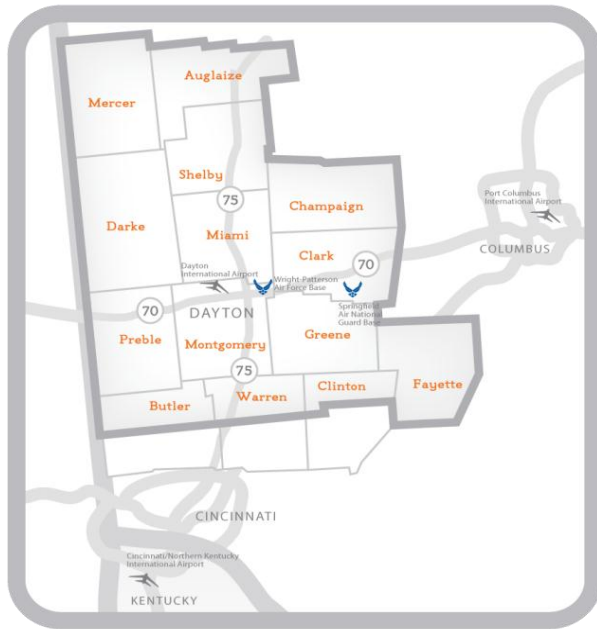 Auglaize
Mercer
Shelby
75
Port Columbus
International Airport
Champaign
Darke
Miami
COLUMBUS
Clark
70
Dayton
International Airport
Wright-Patterson
Air Force Base
70
DAYTON
Springfield
Air National
Guard Base
Preble
Montgomery
Greene
75
Clinton
Fayette
Warren
Butler
CINCINNATI
Cincinnati/Northern Kentucky
International Airport
KENTUCKY